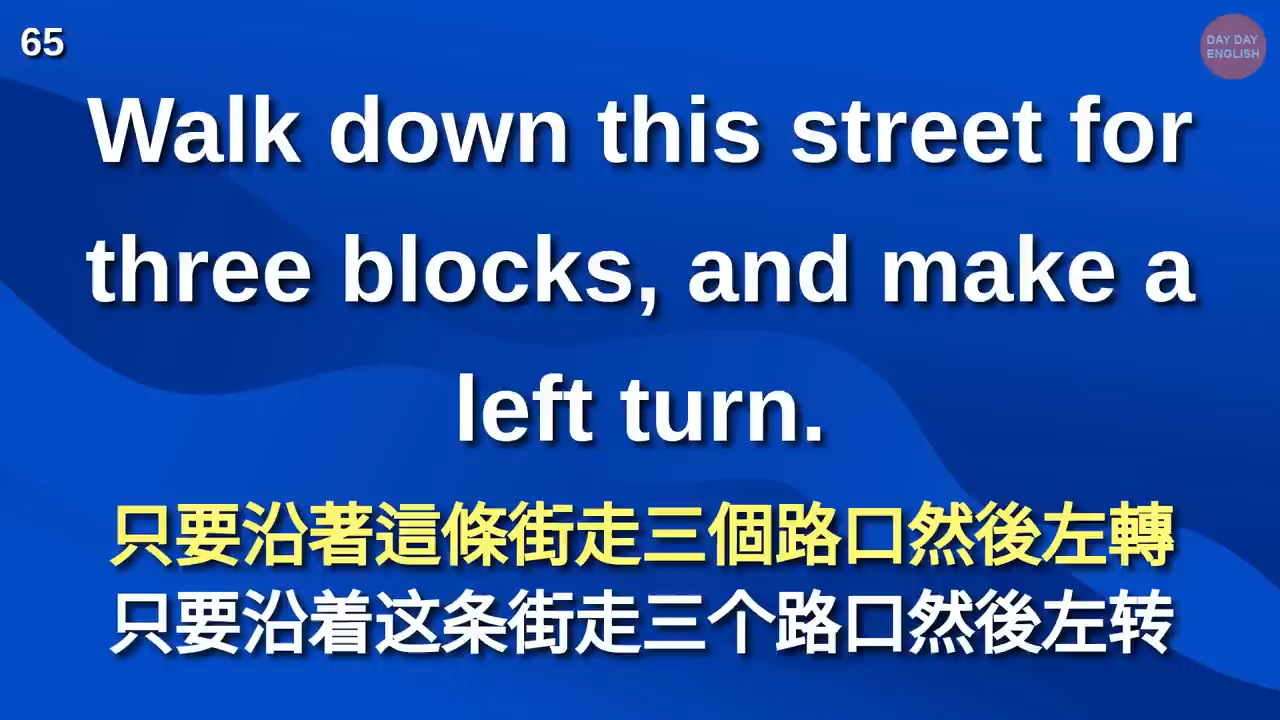 65
DAY DAY
ENGLISH
Walk down this street for
three blocks, and make a
left turn.
只要沿著這條街走三個路口然後左轉
只要沿着这条街走三个路口然後左转